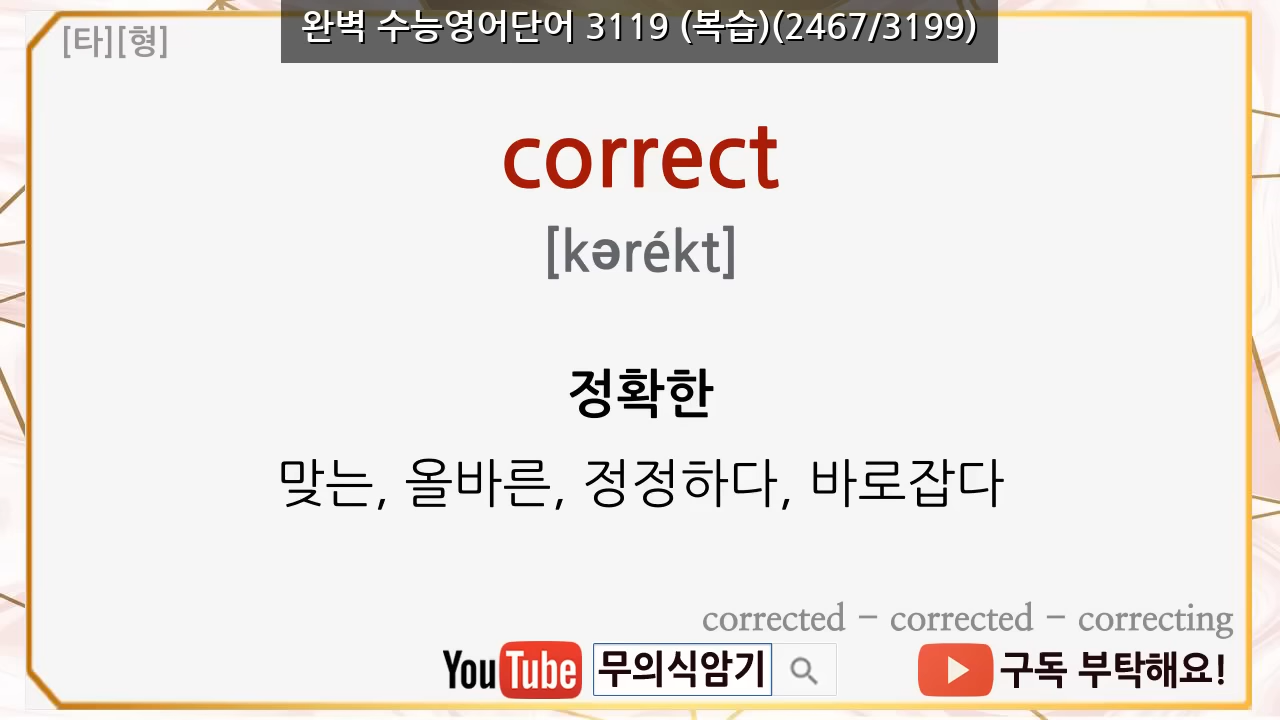 완벽 수능영어단어 3119 (복습)(2467/3199)
[타][형]
correct
[kərékt]
정확한
맞는, 올바른, 정정하다, 바로잡다
corrected - corrected - correcting
YouTube 무의식암기 구독 부탁해요!